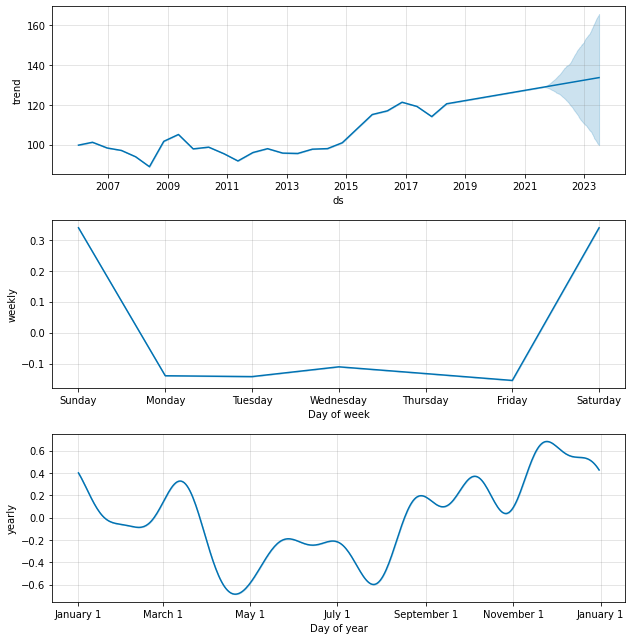 160
140
120
100
trend
2007 2009 2011 2013 2015 2017 2019 2021 2023
ds
0.3
0.2
0.1
0.0
−0.1
weekly
Sunday Monday Tuesday Wednesday Thursday Friday Saturday
Day of week
0.6
0.4
0.2
0.0
−0.2
−0.4
−0.6
yearly
January 1 March 1 May 1 July 1 September 1 November 1 January 1
Day of year